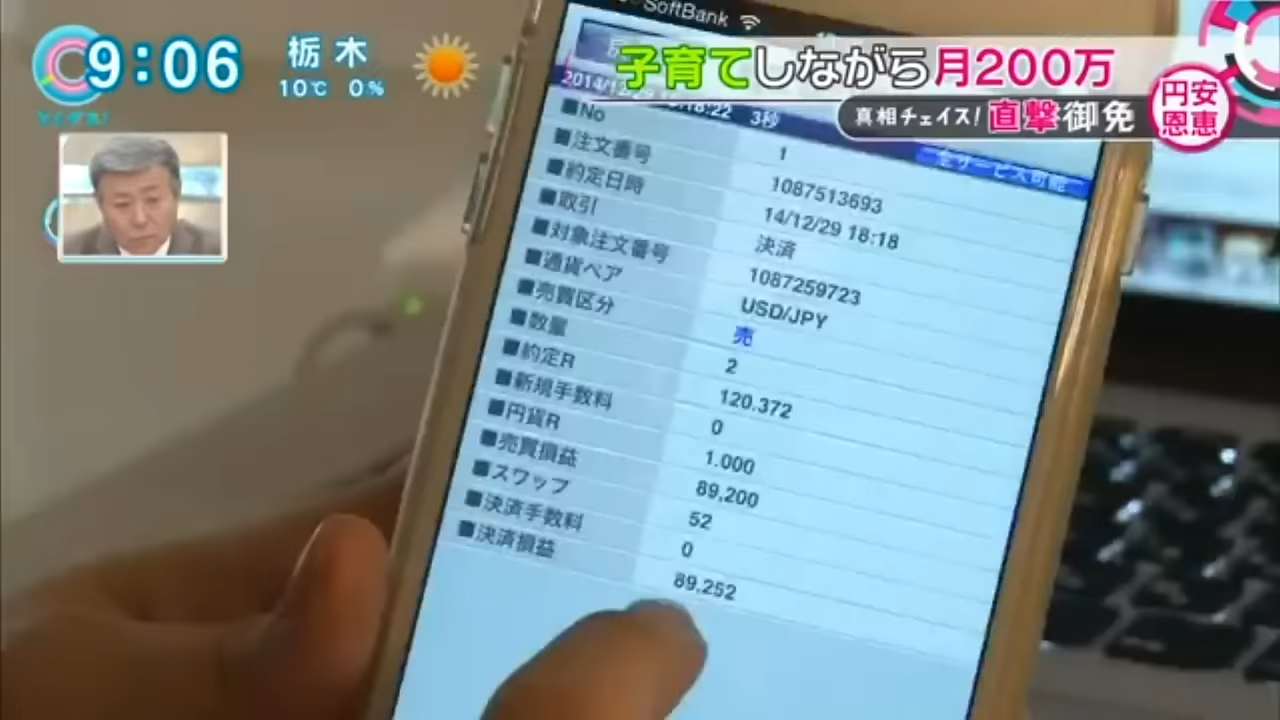 9:06
栃木
10℃ 0%
とくダネ!
子育てしながら月200万
真相チェイス!直撃御免
円安
恩恵
SoftBank
3秒
全サービス可能
■No 1
■注文番号 1087513693
■約定日時 14/12/29 18:18
■取引 決済
■対象注文番号 1087259723
■通貨ペア USD/JPY
■売買区分 売
■数量 2
■約定R 120.372
■新規手数料 0
■円貨R 1.000
■売買損益 89,200
■スワップ 52
■決済手数料 0
■決済損益 89,252